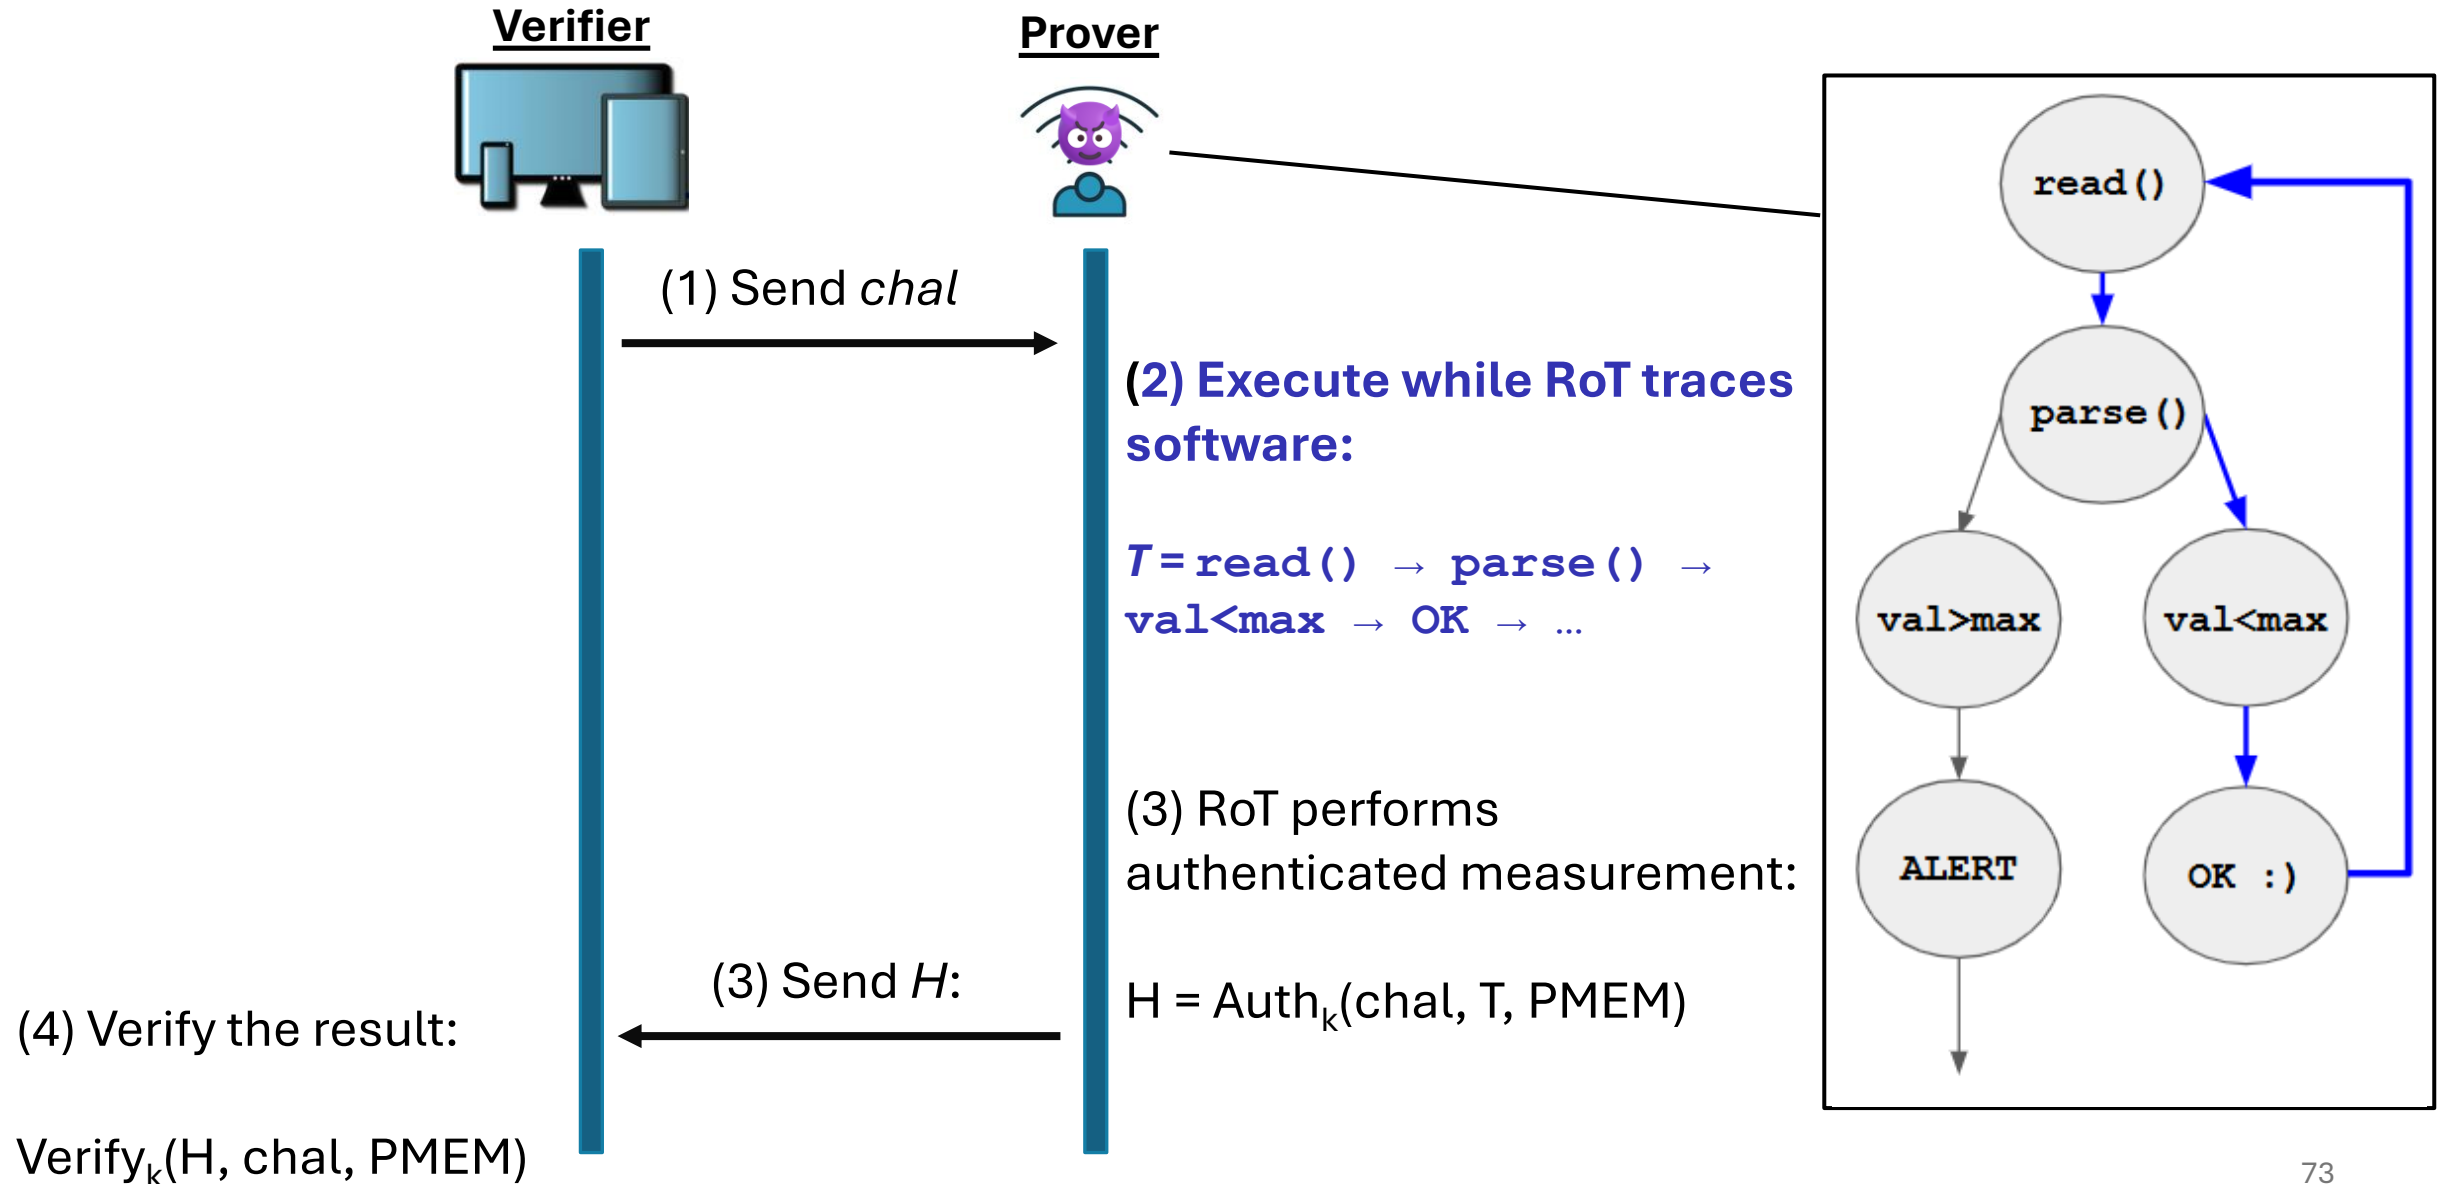 Verifier
Prover
(1) Send chal
(2) Execute while RoT traces
software:
T = read() → parse() →
val<max → OK → …
(3) RoT performs
authenticated measurement:
H = Authk(chal, T, PMEM)
(3) Send H:
(4) Verify the result:
Verifyk(H, chal, PMEM)
read()
parse()
val>max
val<max
ALERT
OK :)
73